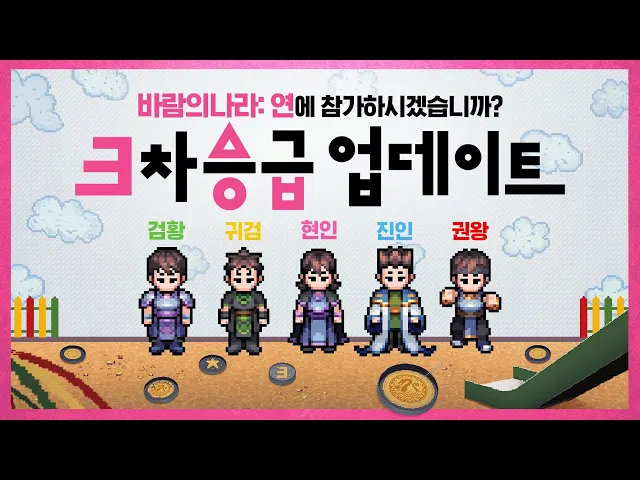 바람의나라: 연에 참가하시겠습니까?
3차승급 업데이트
검황 귀검 현인 진인 권왕
3